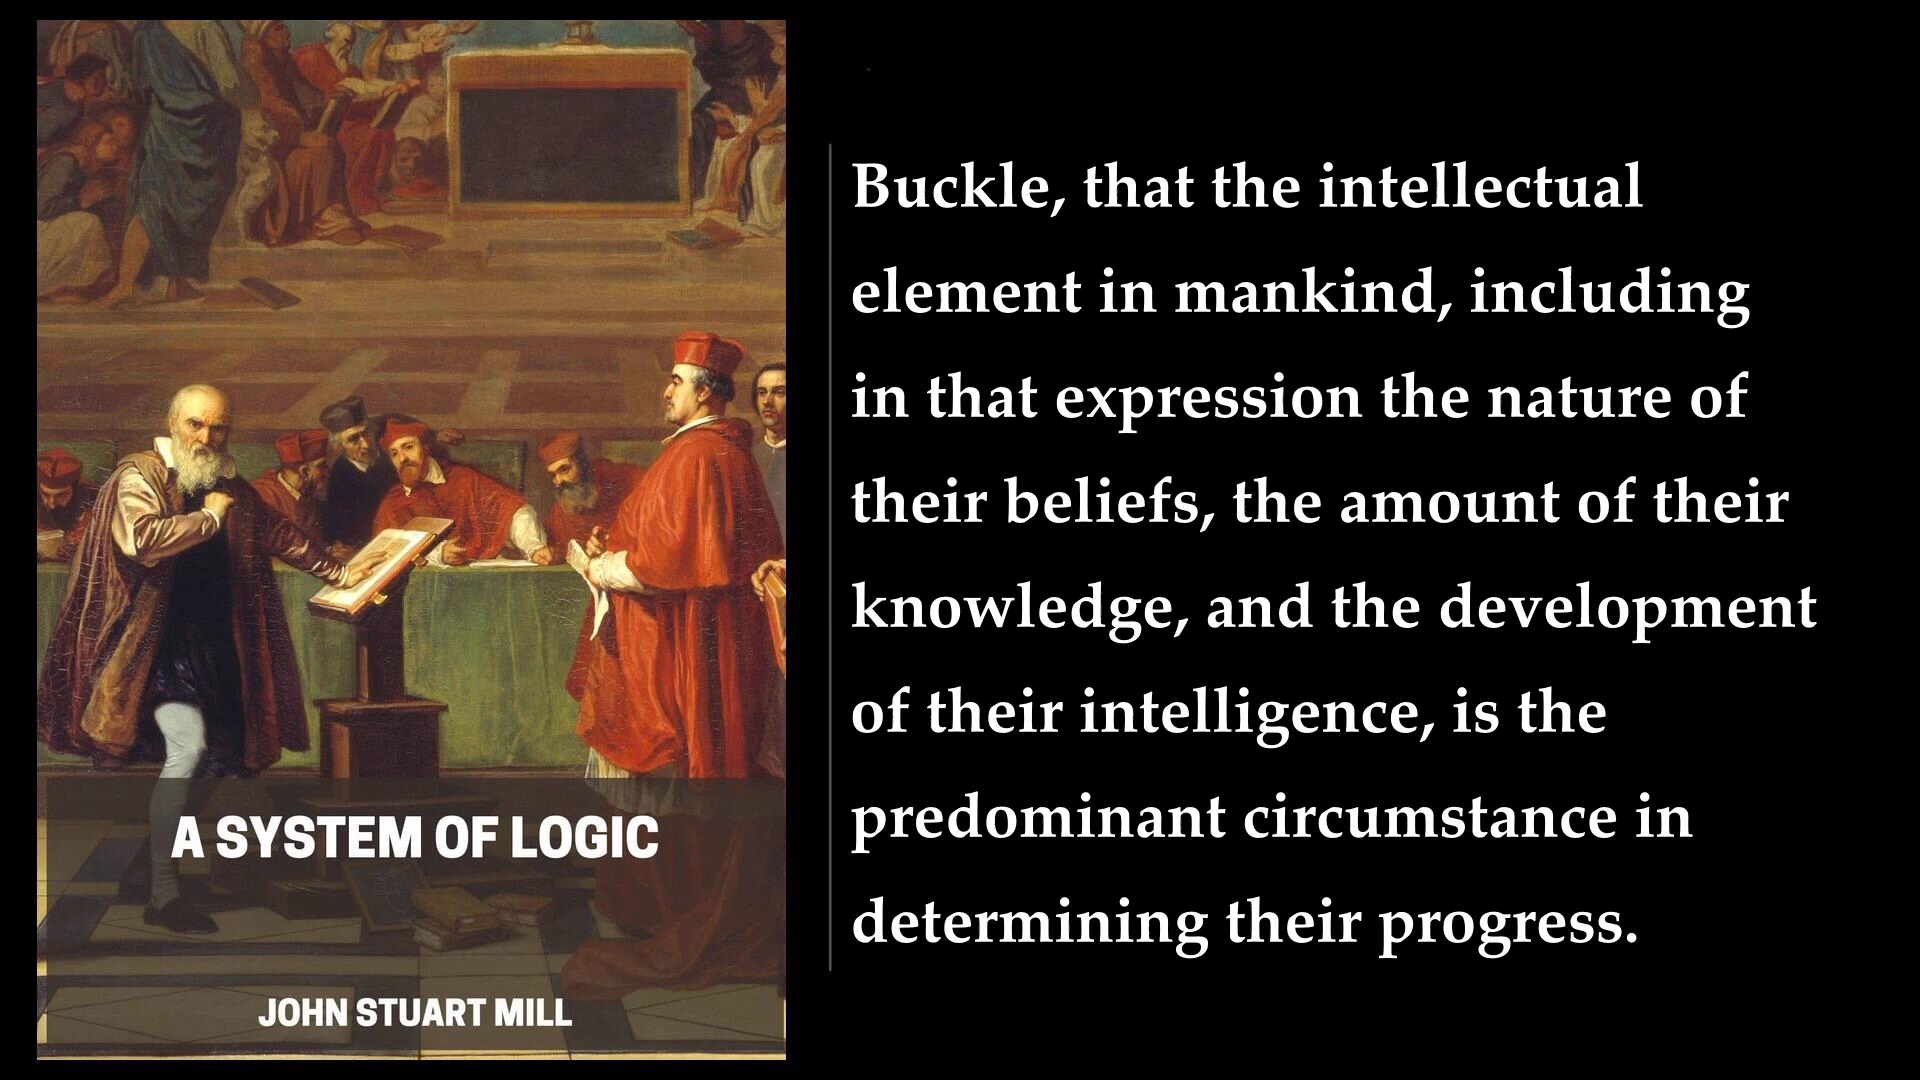 A SYSTEM OF LOGIC
JOHN STUART MILL
Buckle, that the intellectual
element in mankind, including
in that expression the nature of
their beliefs, the amount of their
knowledge, and the development
of their intelligence, is the
predominant circumstance in
determining their progress.